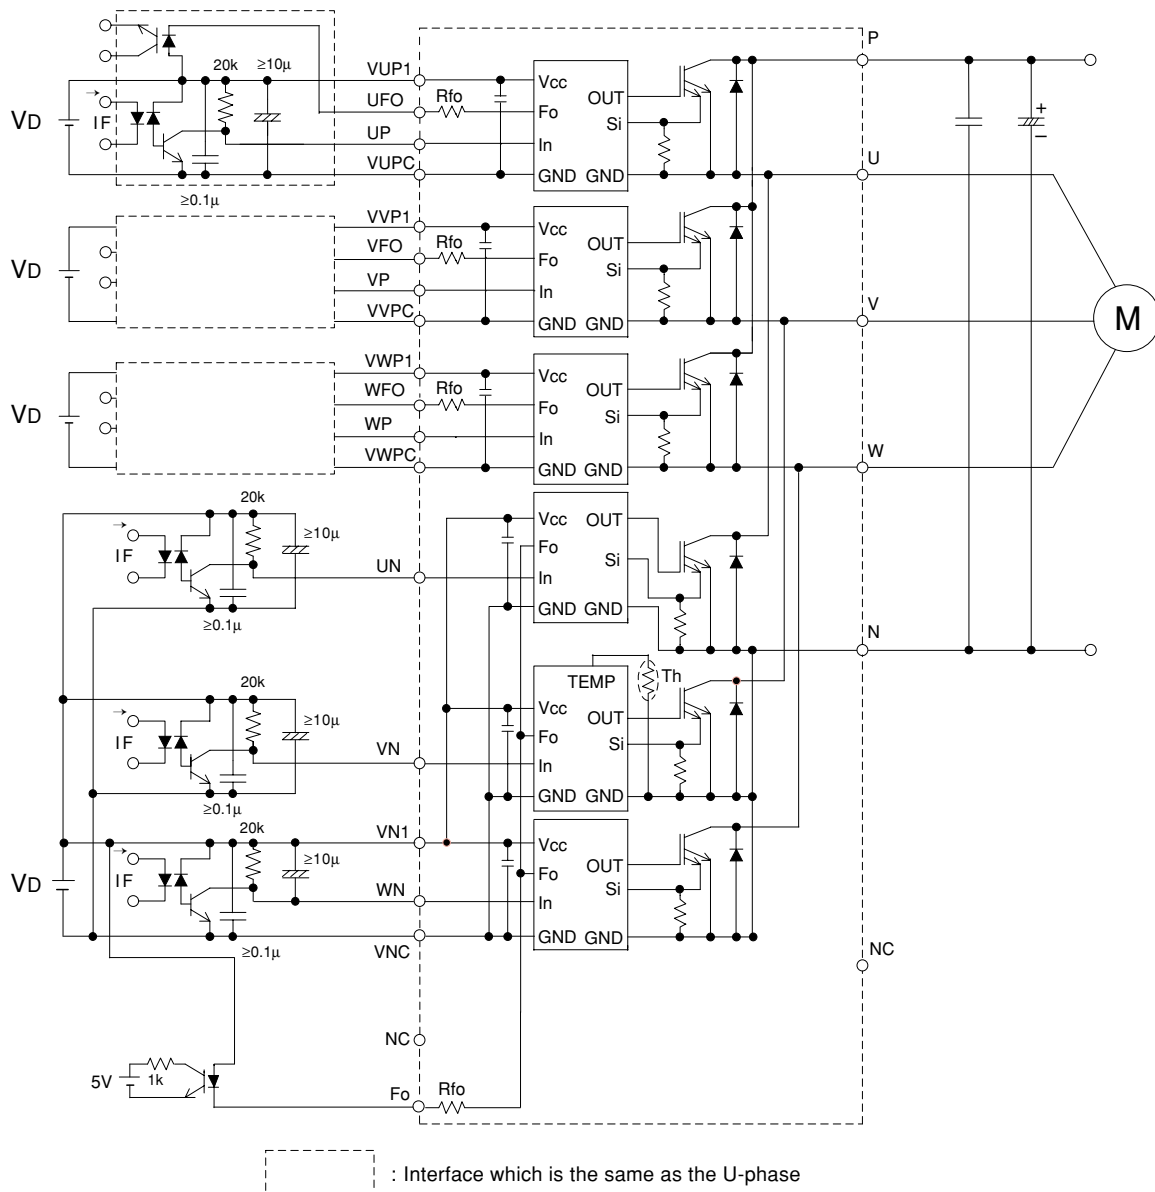 P
VUP1
20k
≥10µ
Vcc
UFO
Rfo
OUT
Fo
VD
IF
Si
+
–
UP
In
U
VUPC
GND GND
≥0.1µ
VVP1
Vcc
VFO
Rfo
OUT
Fo
VD
Si
VP
In
V
M
VVPC
GND GND
VWP1
Vcc
WFO
Rfo
OUT
Fo
VD
Si
WP
In
W
VWPC
GND GND
20k
≥10µ
Vcc OUT
IF
Fo
Si
UN
In
GND GND
≥0.1µ
N
TEMP
Th
20k
≥10µ
Vcc
OUT
IF
Fo
Si
VN
In
GND GND
≥0.1µ
20k
VN1
≥10µ
Vcc
OUT
VD
IF
Fo
Si
WN
In
GND GND
≥0.1µ
VNC
NC
NC
5V
1k
Fo
Rfo
: Interface which is the same as the U-phase